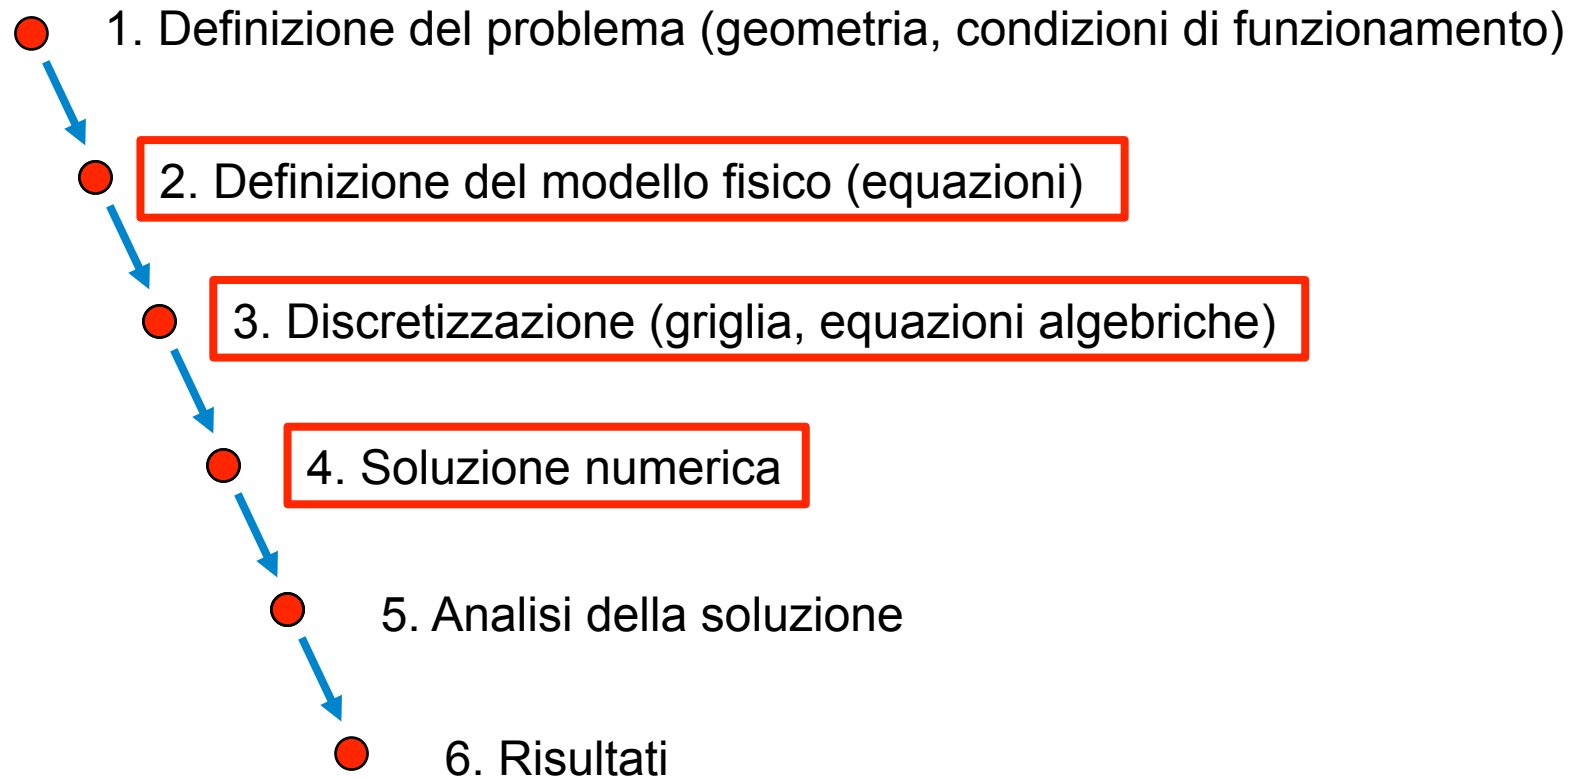 1. Definizione del problema (geometria, condizioni di funzionamento)
2. Definizione del modello fisico (equazioni)
3. Discretizzazione (griglia, equazioni algebriche)
4. Soluzione numerica
5. Analisi della soluzione
6. Risultati